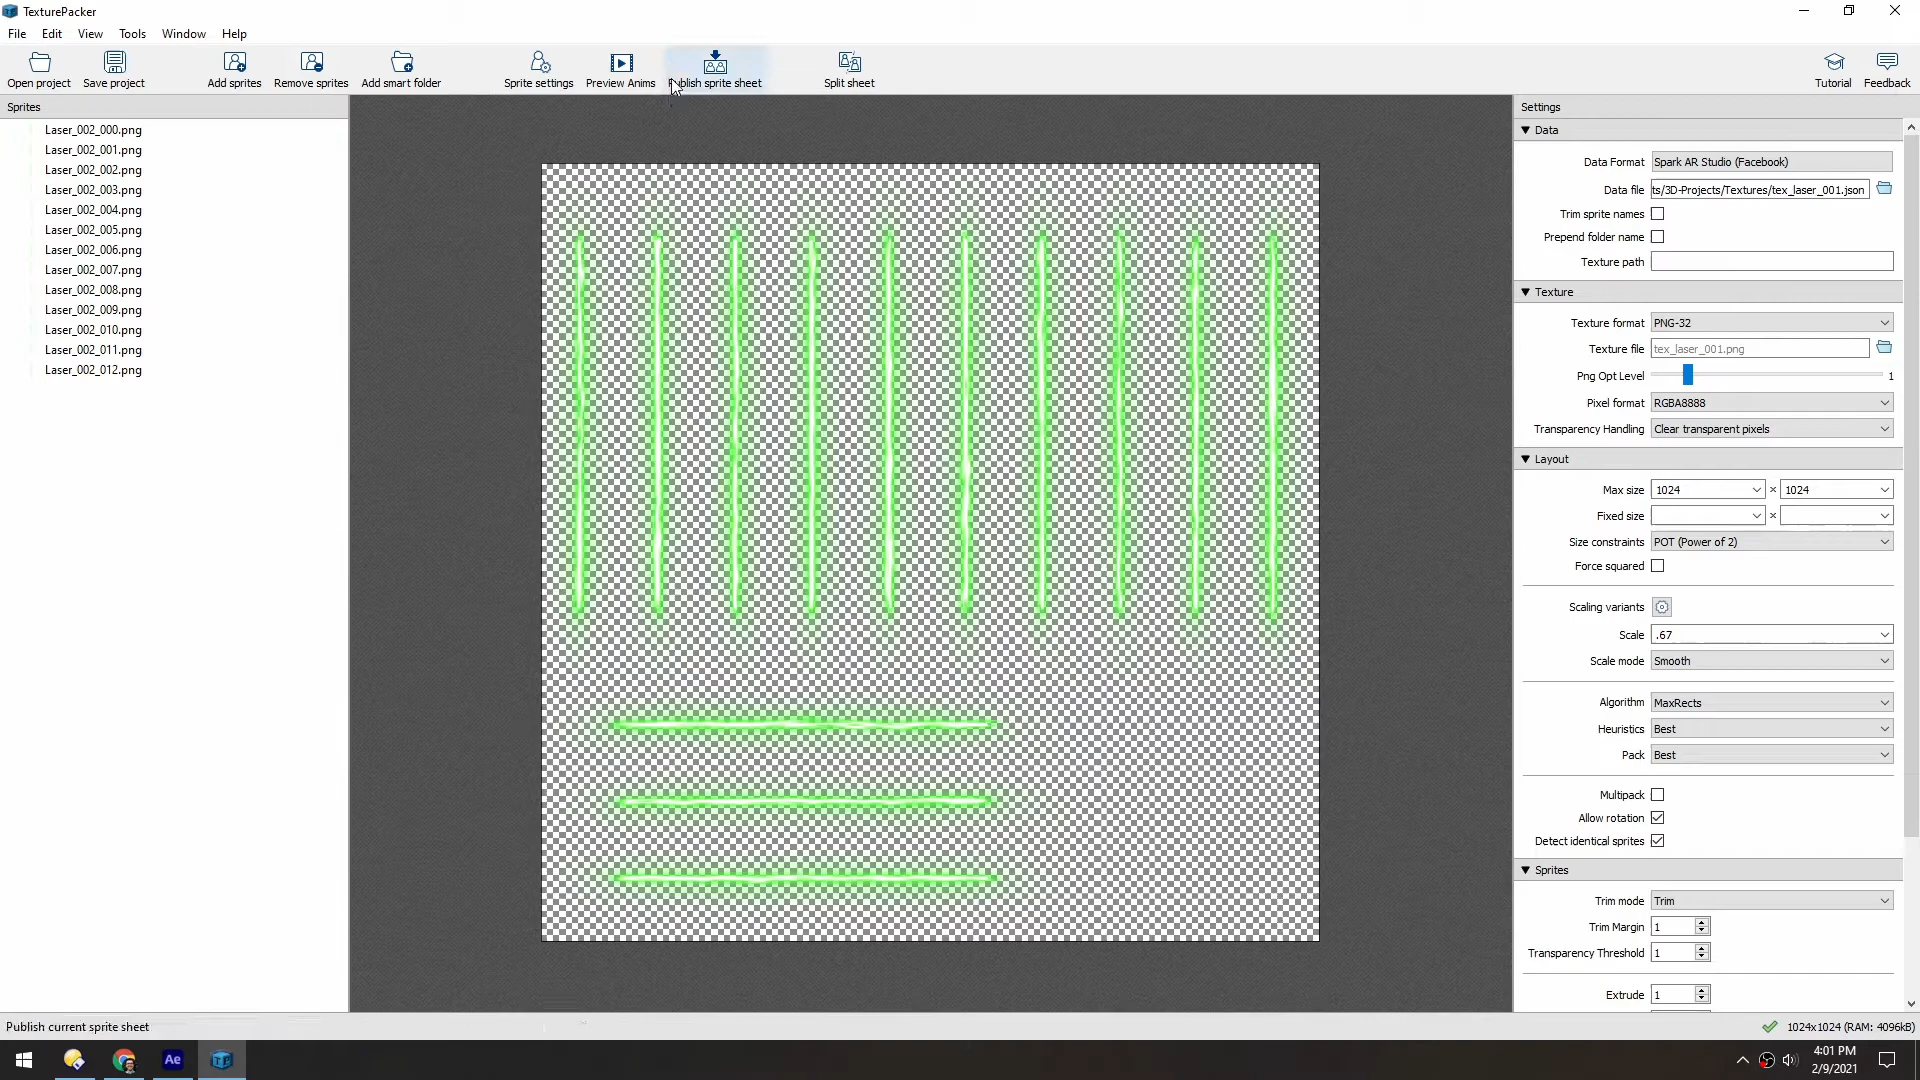 TexturePacker
File Edit View Tools Window Help
Open project Save project Add sprites Remove sprites Add smart folder Sprite settings Preview Anims Publish sprite sheet Split sheet Tutorial Feedback
Sprites
Laser_002_000.png
Laser_002_001.png
Laser_002_002.png
Laser_002_003.png
Laser_002_004.png
Laser_002_005.png
Laser_002_006.png
Laser_002_007.png
Laser_002_008.png
Laser_002_009.png
Laser_002_010.png
Laser_002_011.png
Laser_002_012.png
Settings
Data
Data Format Spark AR Studio (Facebook)
Data file ts/3D-Projects/Textures/tex_laser_001.json
Trim sprite names
Prepend folder name
Texture path
Texture
Texture format PNG-32
Texture file tex_laser_001.png
Png Opt Level 1
Pixel format RGBA8888
Transparency Handling Clear transparent pixels
Layout
Max size 1024 × 1024
Fixed size ×
Size constraints POT (Power of 2)
Force squared
Scaling variants
Scale .67
Scale mode Smooth
Algorithm MaxRects
Heuristics Best
Pack Best
Multipack
Allow rotation
Detect identical sprites
Sprites
Trim mode Trim
Trim Margin 1
Transparency Threshold 1
Extrude 1
Publish current sprite sheet
1024x1024 (RAM: 4096kB)
Ae
4:01 PM
2/9/2021